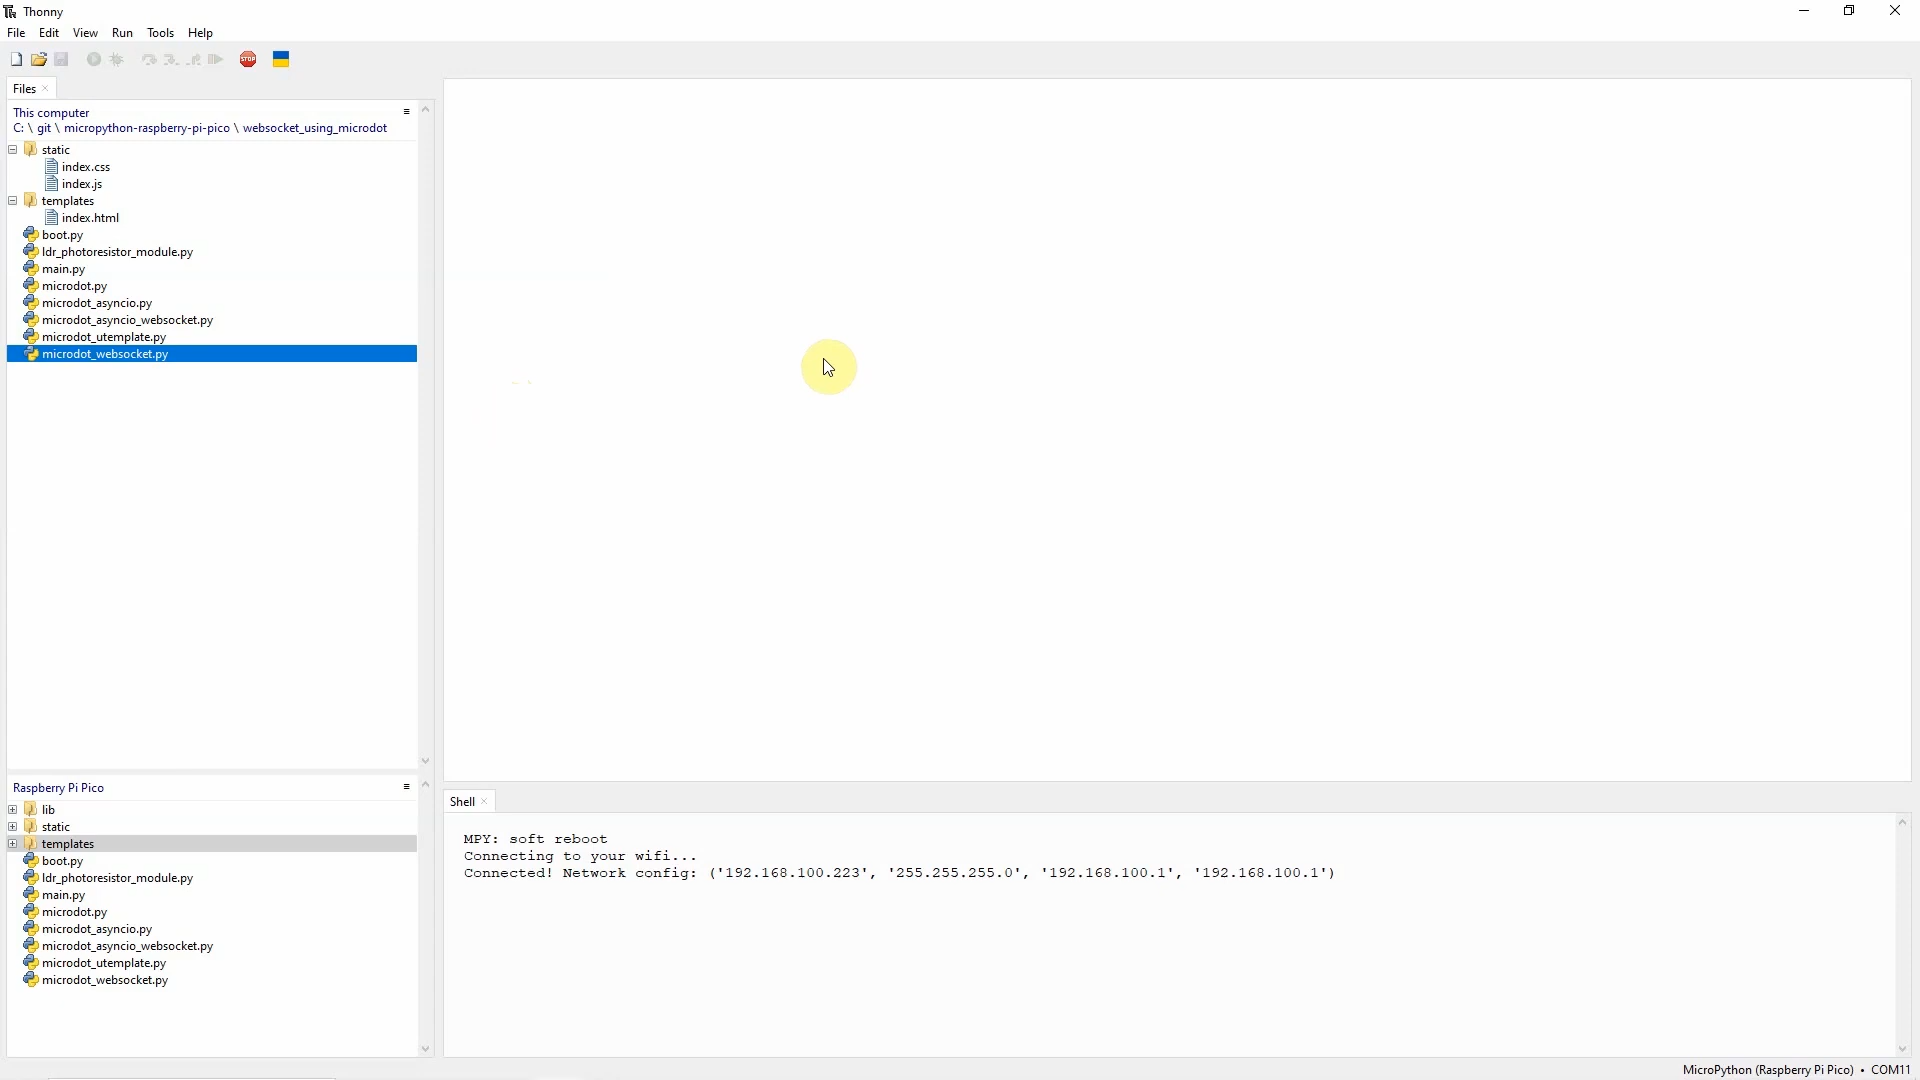 Thonny
File Edit View Run Tools Help
STOP
Files
This computer
C: \ git \ micropython-raspberry-pi-pico \ websocket_using_microdot
static
index.css
index.js
templates
index.html
boot.py
ldr_photoresistor_module.py
main.py
microdot.py
microdot_asyncio.py
microdot_asyncio_websocket.py
microdot_utemplate.py
microdot_websocket.py
Raspberry Pi Pico
lib
static
templates
boot.py
ldr_photoresistor_module.py
main.py
microdot.py
microdot_asyncio.py
microdot_asyncio_websocket.py
microdot_utemplate.py
microdot_websocket.py
Shell
MPY: soft reboot
Connecting to your wifi...
Connected! Network config: ('192.168.100.223', '255.255.255.0', '192.168.100.1', '192.168.100.1')
MicroPython (Raspberry Pi Pico) • COM11